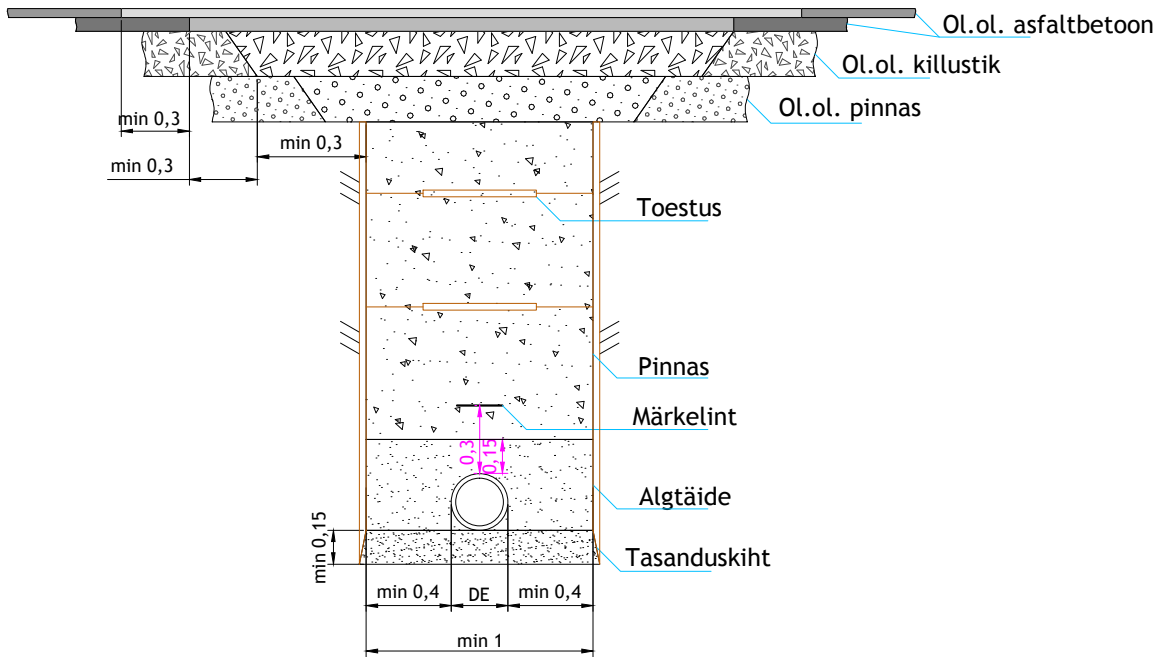 Ol.ol. asfaltbetoon
Ol.ol. killustik
Ol.ol. pinnas
min 0,3
min 0,3
min 0,3
Toestus
Pinnas
Märkelint
0,3
0,15
Algtäide
min 0,15
Tasanduskiht
min 0,4 DE min 0,4
min 1